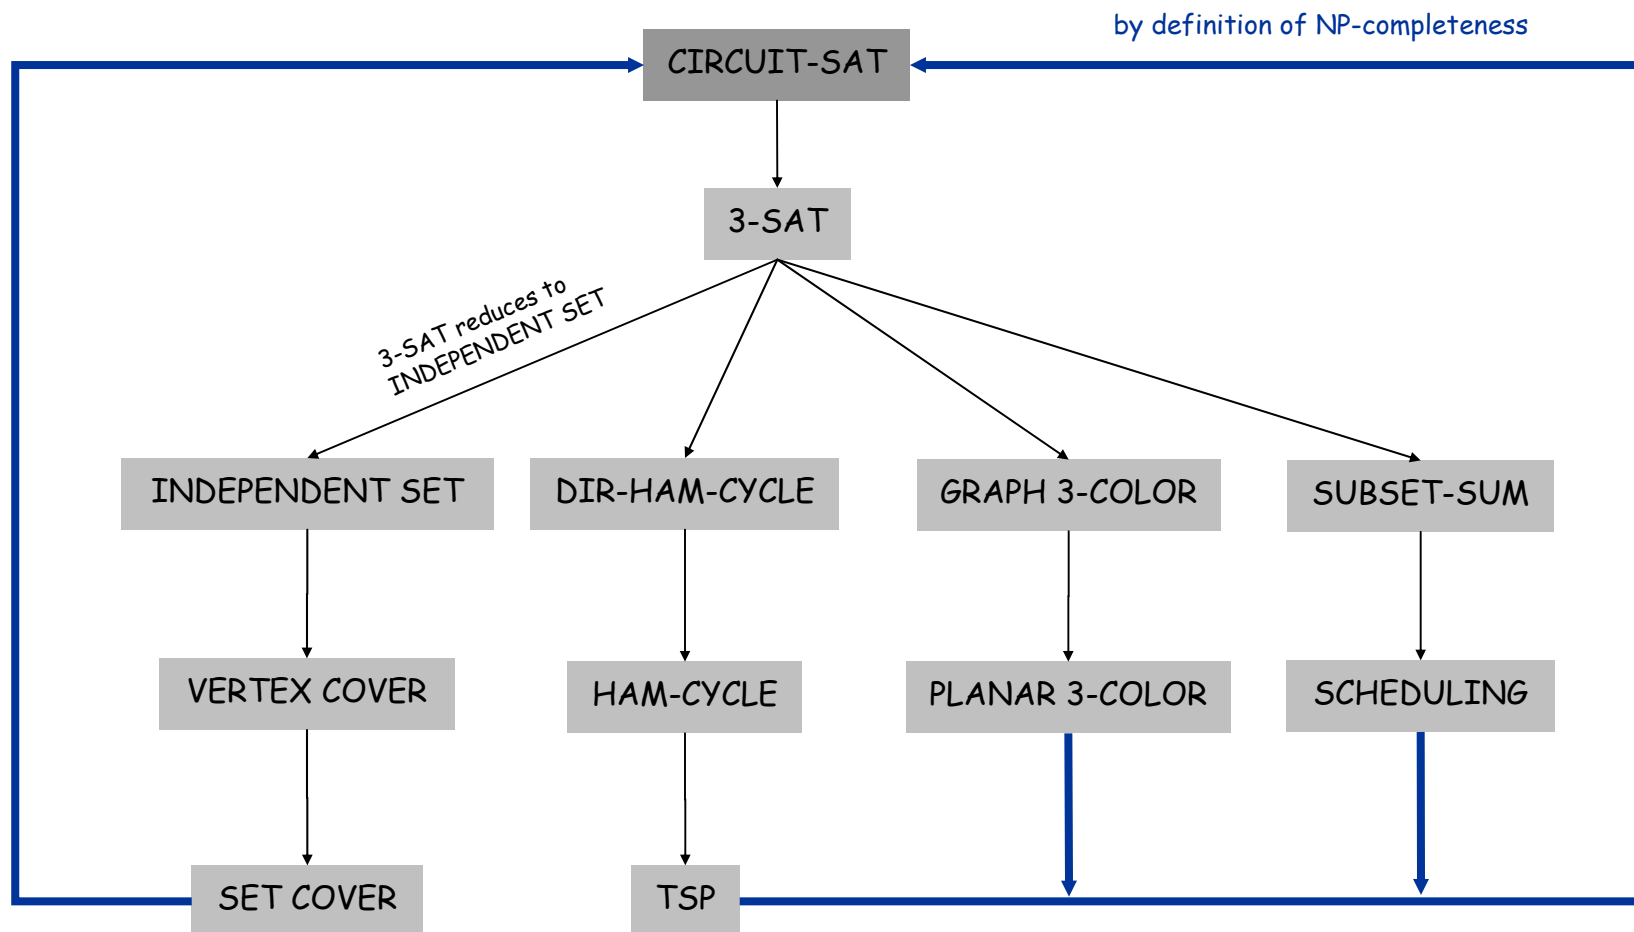 by definition of NP-completeness
CIRCUIT-SAT
3-SAT
3-SAT reduces to
INDEPENDENT SET
INDEPENDENT SET
DIR-HAM-CYCLE
GRAPH 3-COLOR
SUBSET-SUM
VERTEX COVER
HAM-CYCLE
PLANAR 3-COLOR
SCHEDULING
SET COVER
TSP